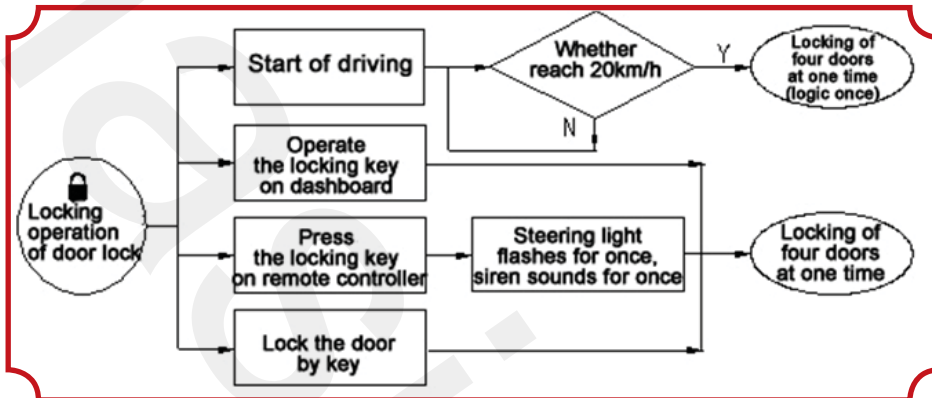 Start of driving
Whether
reach 20km/h
Y
N
Locking of
four doors
at one time
(logic once)
Operate
the locking key
on dashboard
Locking
operation
of door lock
Press
the locking key
on remote controller
Steering light
flashes for once,
siren sounds for once
Locking of
four doors
at one time
Lock the door
by key